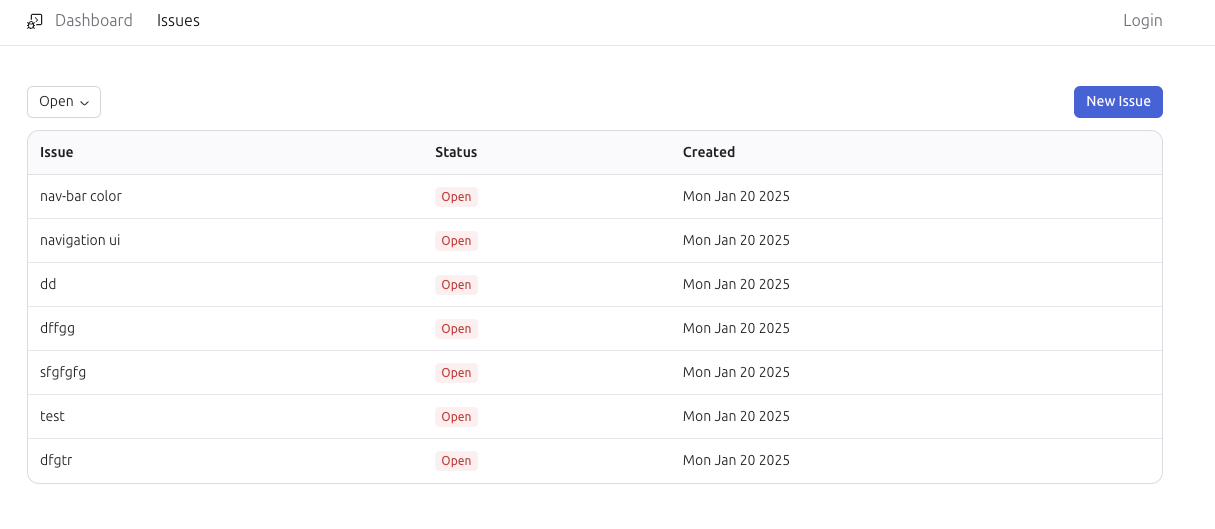 Dashboard Issues Login
Open New Issue
Issue Status Created
nav-bar color Open Mon Jan 20 2025
navigation ui Open Mon Jan 20 2025
dd Open Mon Jan 20 2025
dffgg Open Mon Jan 20 2025
sfgfgfg Open Mon Jan 20 2025
test Open Mon Jan 20 2025
dfgtr Open Mon Jan 20 2025